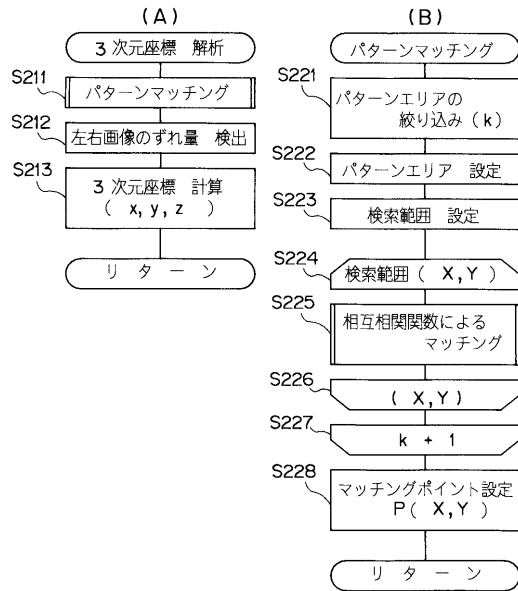 (A)
3次元座標 解析
S211
パターンマッチング
S212
左右画像のずれ量 検出
S213
3次元座標 計算
( x, y, z )
リターン
(B)
パターンマッチング
S221
パターンエリアの
絞り込み(k)
S222
パターンエリア 設定
S223
検索範囲 設定
S224
検索範囲( X,Y)
S225
相互相関関数による
マッチング
S226
( X,Y)
S227
k + 1
S228
マッチングポイント設定
P( X,Y)
リターン